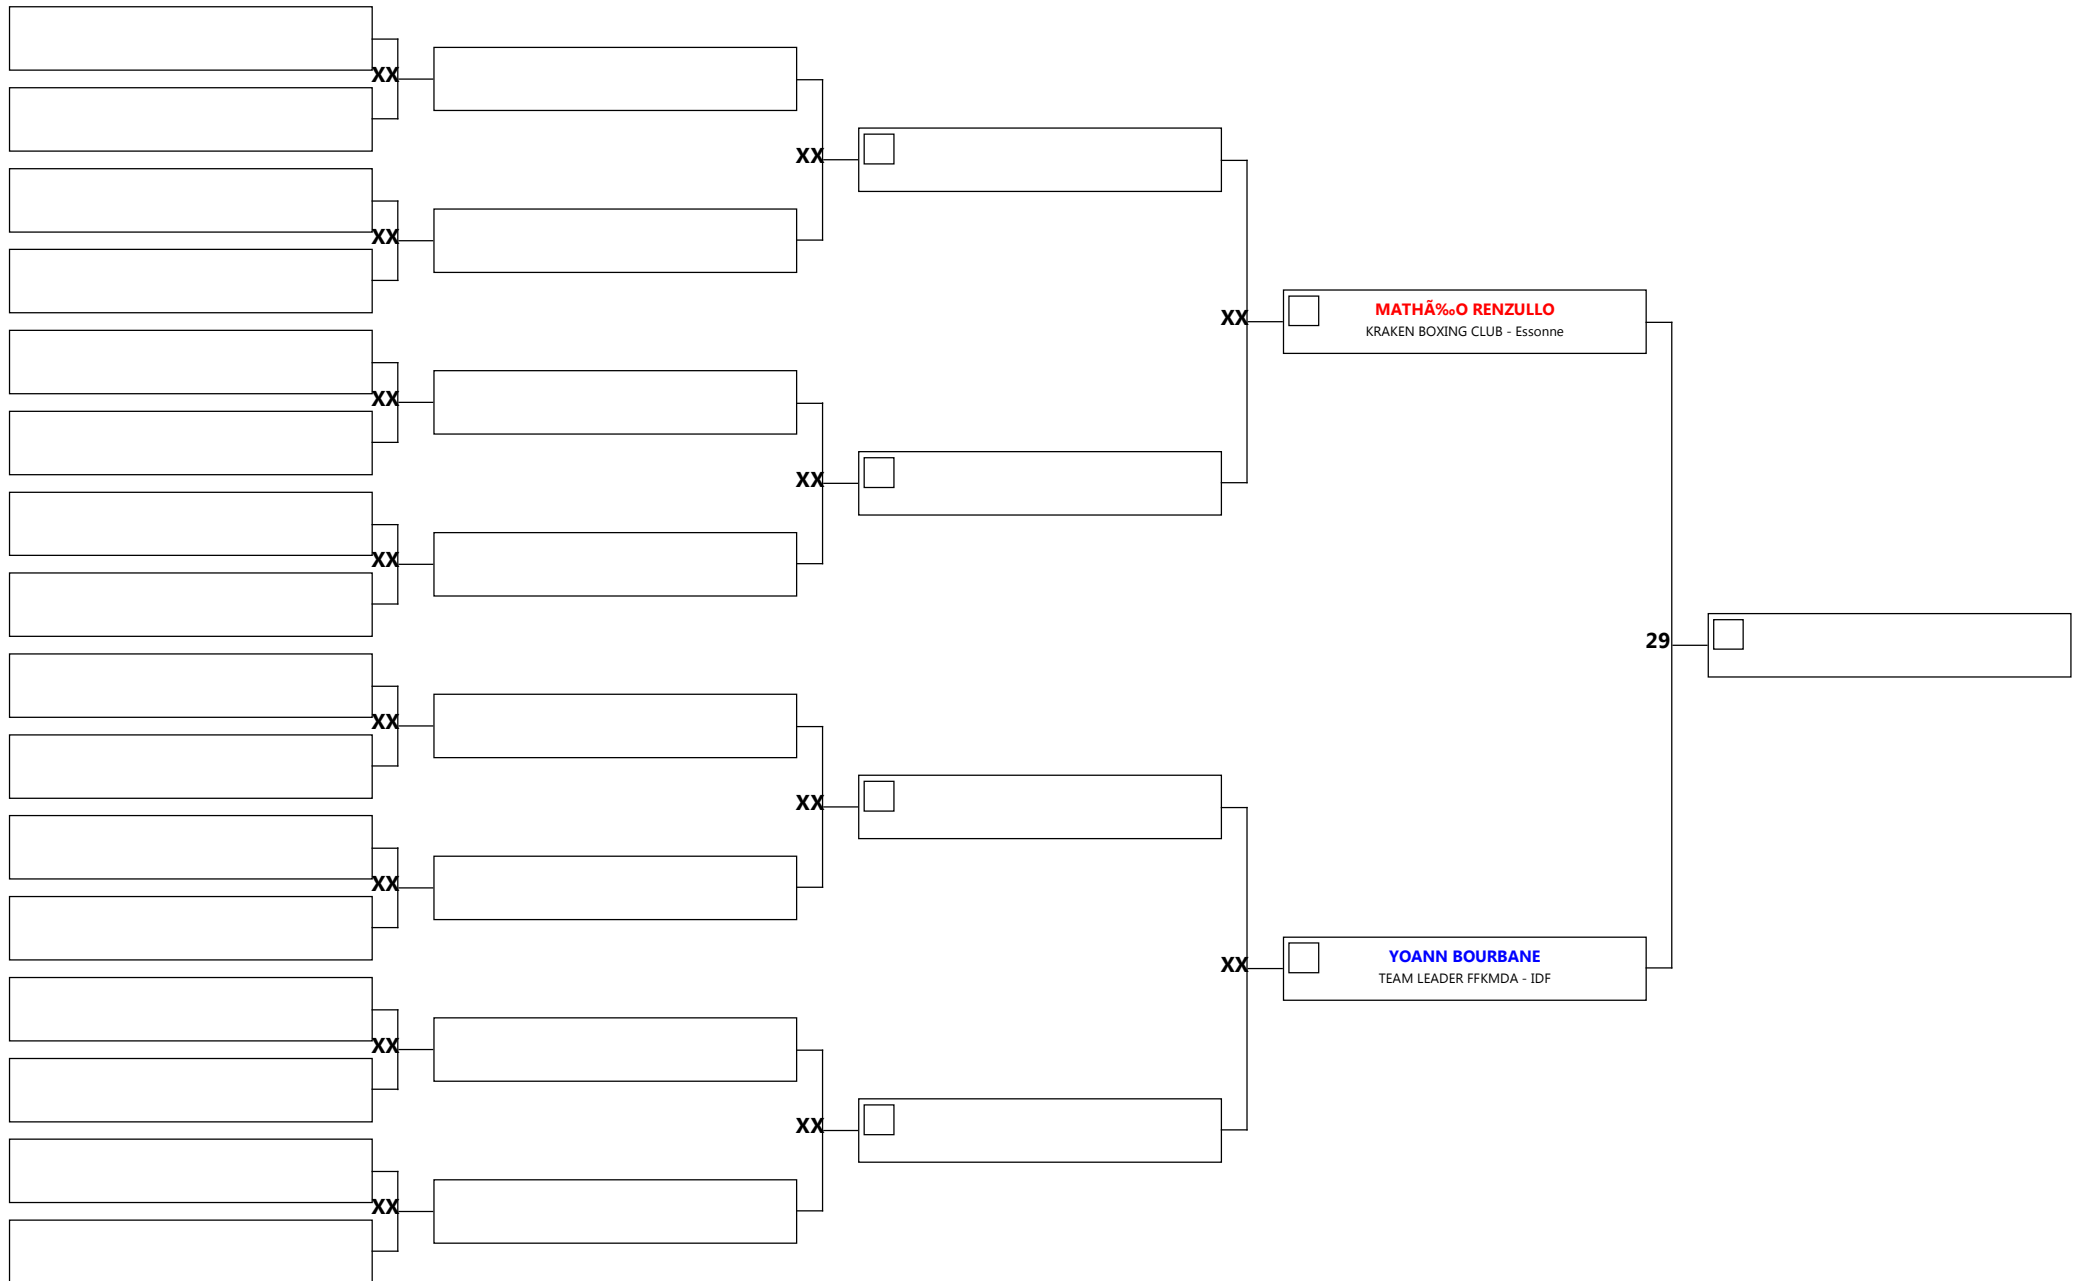 XX
XX
XX
XX
XX
XX
XX
XX
XX
XX
XX
XX
XX
MATHÃ‰O RENZULLO
KRAKEN BOXING CLUB - Essonne
XX
YOANN BOURBANE
TEAM LEADER FFKMDA - IDF
29